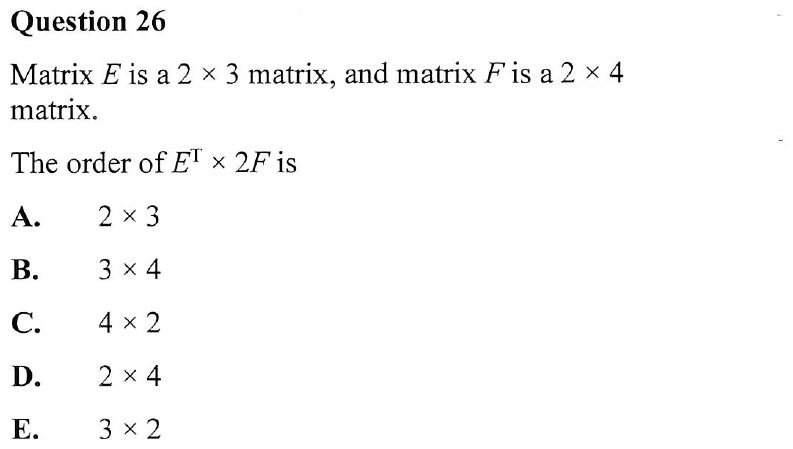 Question 26
Matrix E is a 2 × 3 matrix, and matrix F is a 2 × 4
matrix.
The order of Eᵀ × 2F is
A. 2 × 3
B. 3 × 4
C. 4 × 2
D. 2 × 4
E. 3 × 2